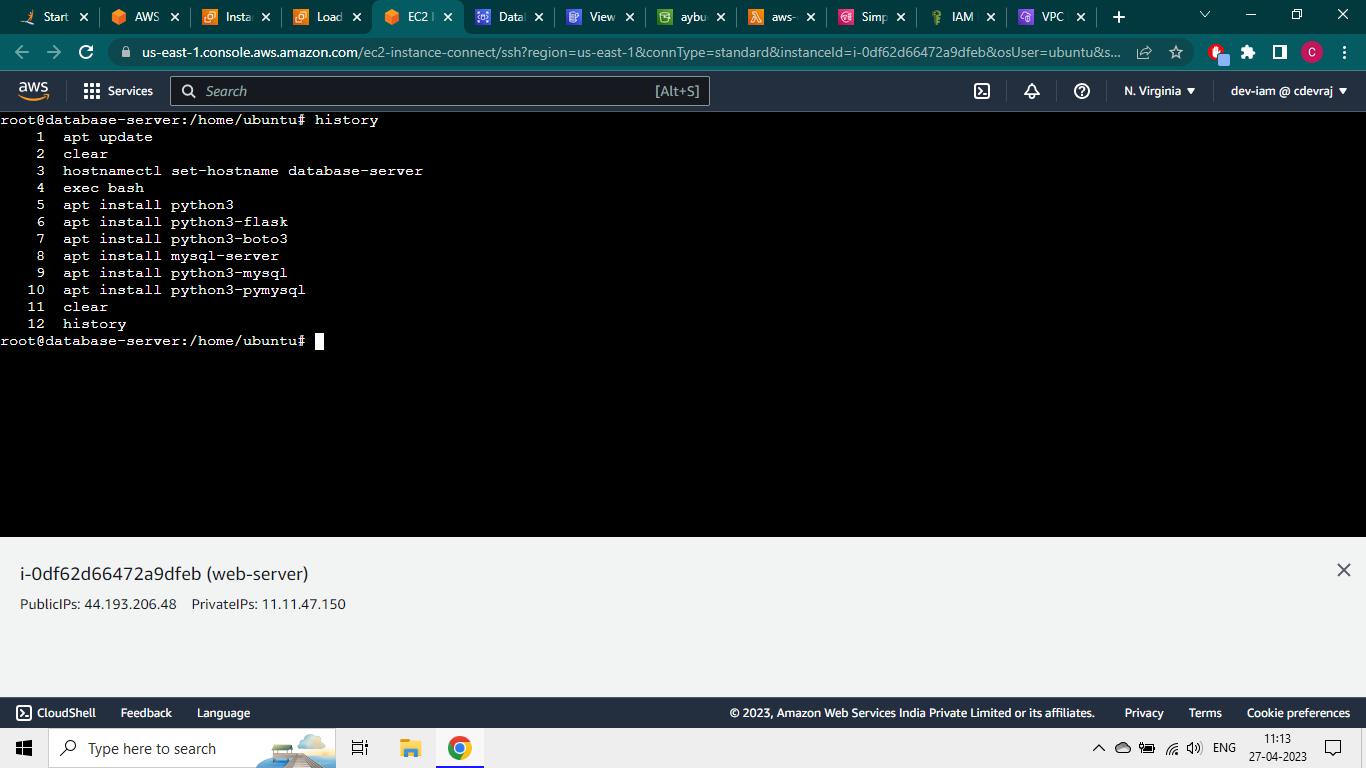 Start
AWS
Insta
Load
EC2 I
Data
View
aybu
aws-
Simp
IAM
VPC
us-east-1.console.aws.amazon.com/ec2-instance-connect/ssh?region=us-east-1&connType=standard&instanceId=i-0df62d66472a9dfeb&osUser=ubuntu&s...
C
aws
Services
Search
[Alt+S]
N. Virginia
dev-iam @ cdevraj
root@database-server:/home/ubuntu# history
1 apt update
2 clear
3 hostnamectl set-hostname database-server
4 exec bash
5 apt install python3
6 apt install python3-flask
7 apt install python3-boto3
8 apt install mysql-server
9 apt install python3-mysql
10 apt install python3-pymysql
11 clear
12 history
root@database-server:/home/ubuntu#
i-0df62d66472a9dfeb (web-server)
PublicIPs: 44.193.206.48 PrivateIPs: 11.11.47.150
CloudShell
Feedback
Language
© 2023, Amazon Web Services India Private Limited or its affiliates.
Privacy
Terms
Cookie preferences
Type here to search
ENG
11:13
27-04-2023